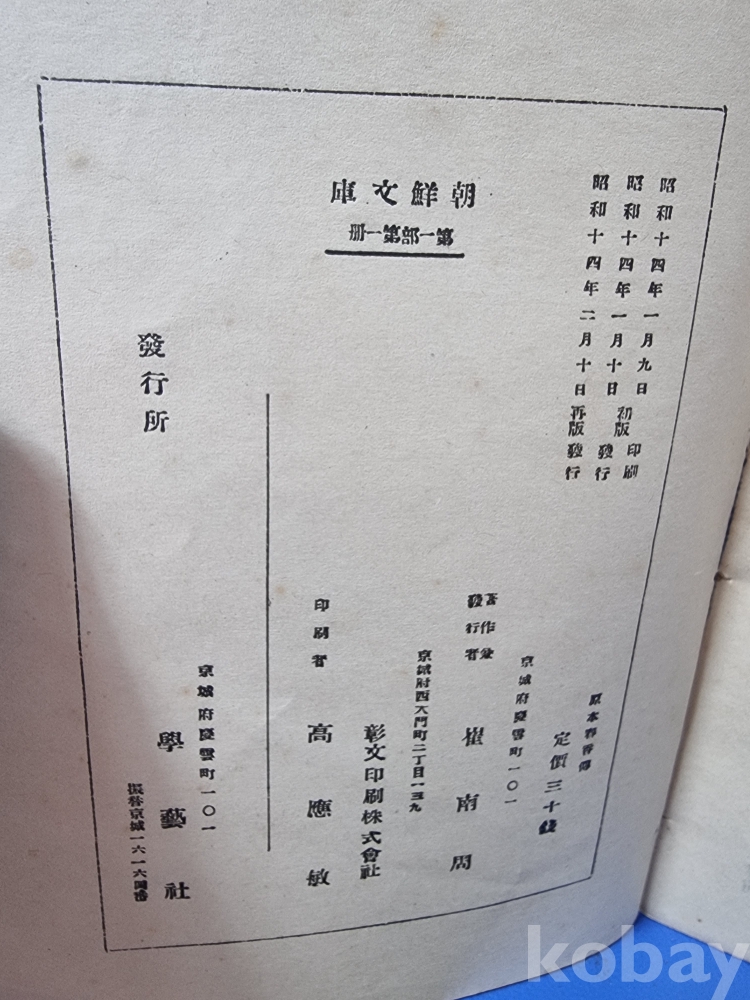 朝鮮文庫
第一部第一册
昭和十四年一月九日印刷
昭和十四年一月十日初版發行
昭和十四年二月十日再版發行
原本春香傳
定價三十錢
京城府慶雲町一〇一
著作兼
發行者
崔南周
京城府西大門町二丁目一三九
彰文印刷株式會社
印刷者 高應敏
發行所
京城府慶雲町一〇一
學藝社
振替京城一六一六四番
kobay